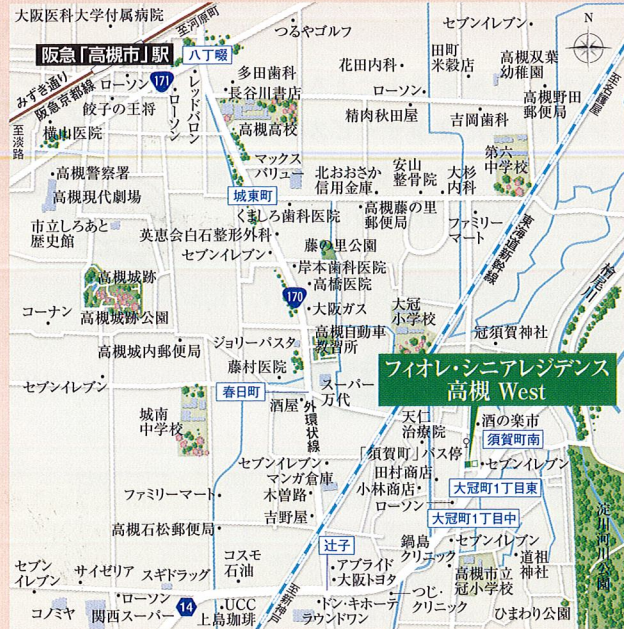 大阪医科大学付属病院
至河原町
つるやゴルフ
セブンイレブン
N
阪急「高槻市」駅
八丁畷
田町
米穀店
花田内科
高槻双葉
幼稚園
至名古屋
みずき通り
阪急京都線
171
ローソン
レッドバロン
多田歯科
長谷川書店
ローソン
高槻野田
郵便局
餃子の王将
ローソン
精肉秋田屋
吉岡歯科
至淡路
横山医院
高槻高校
第六
中学校
マックス
バリュー
安山
整骨院
高槻警察署
北おおさか
信用金庫
大杉
内科
高槻現代劇場
城東町
くましろ歯科医院
高槻藤の里
郵便局
ファミリー
マート
東海道新幹線
市立しろあと
歴史館
英恵会白石整形外科
セブンイレブン
藤の里公園
檜尾川
岸本歯科医院
高橋医院
高槻城跡
170
大阪ガス
大冠
小学校
コーナン
高槻城跡公園
高槻自動車
教習所
冠須賀神社
高槻城内郵便局
ジョリーパスタ
フィオレ・シニアレジデンス
高槻 West
藤村医院
セブンイレブン
春日町
スーパー
万代
酒屋
外環状線
天仁
治療院
酒の楽市
城南
中学校
須賀町南
「須賀町」バス停
セブンイレブン
セブンイレブン
マンガ倉庫
田村商店
小林商店
大冠町1丁目東
ファミリーマート
木曽路
ローソン
淀川河川公園
吉野屋
大冠町1丁目中
高槻石松郵便局
辻子
鍋島
クリニック
セブンイレブン
コスモ
石油
アプライド
大阪トヨタ
道祖
神社
セブン
イレブン
サイゼリヤ
スギドラッグ
至新神戸
高槻市立
冠小学校
つじ・
クリニック
ローソン
コノミヤ
関西スーパー
14
UCC
上島珈琲
ドン・キホーテ
ラウンドワン
ひまわり公園